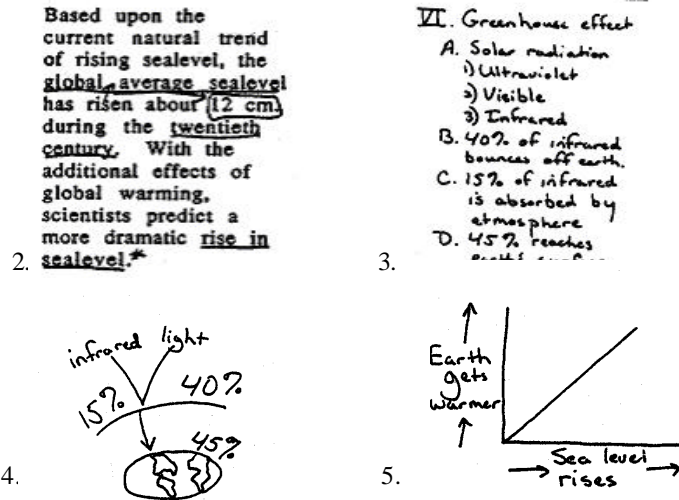 Based upon the
current natural trend
of rising sealevel, the
global average sealevel
has risen about 12 cm.
during the twentieth
century. With the
additional effects of
global warming,
scientists predict a
more dramatic rise in
2. sealevel.*
VI. Greenhouse effect
A. Solar radiation
1) Ultraviolet
2) Visible
3) Infrared
B. 40% of infrared
bounces off earth.
C. 15% of infrared
is absorbed by
atmosphere
D. 45% reaches
3.
infrared light
15% 40%
45%
4.
Earth
gets
warmer
Sea level
rises
5.